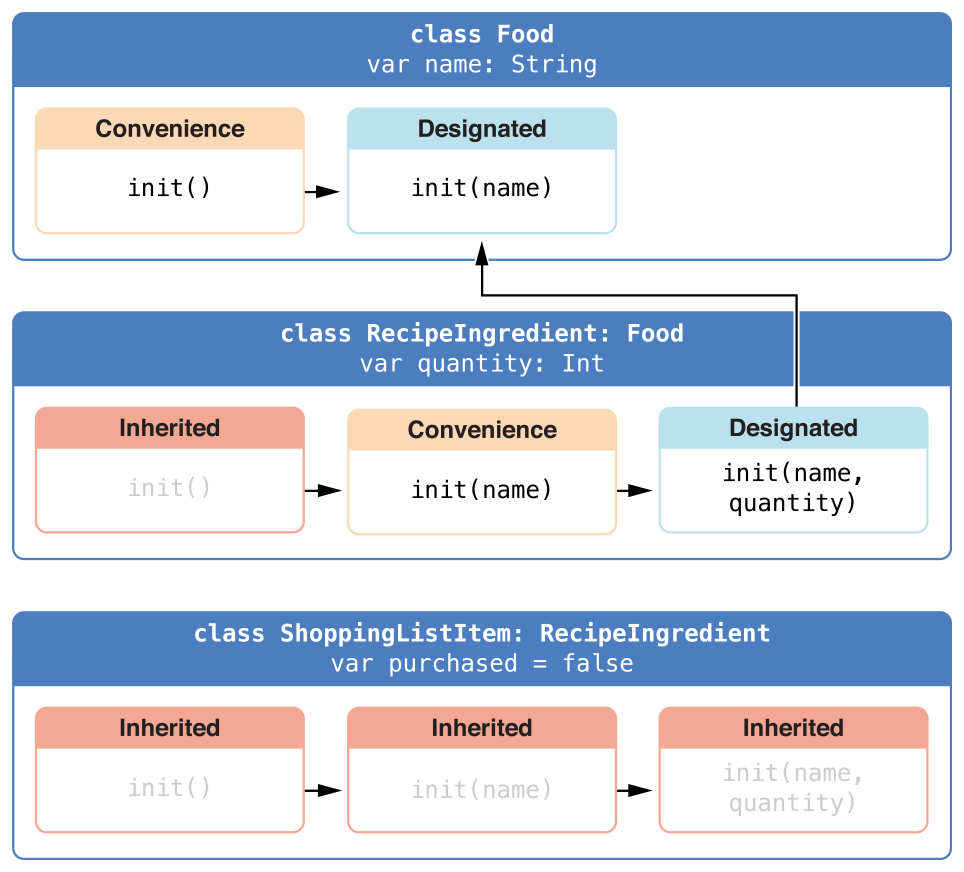 class Food
var name: String
Convenience
init()
Designated
init(name)
class RecipeIngredient: Food
var quantity: Int
Inherited
init()
Convenience
init(name)
Designated
init(name,
quantity)
class ShoppingListItem: RecipeIngredient
var purchased = false
Inherited
init()
Inherited
init(name)
Inherited
init(name,
quantity)